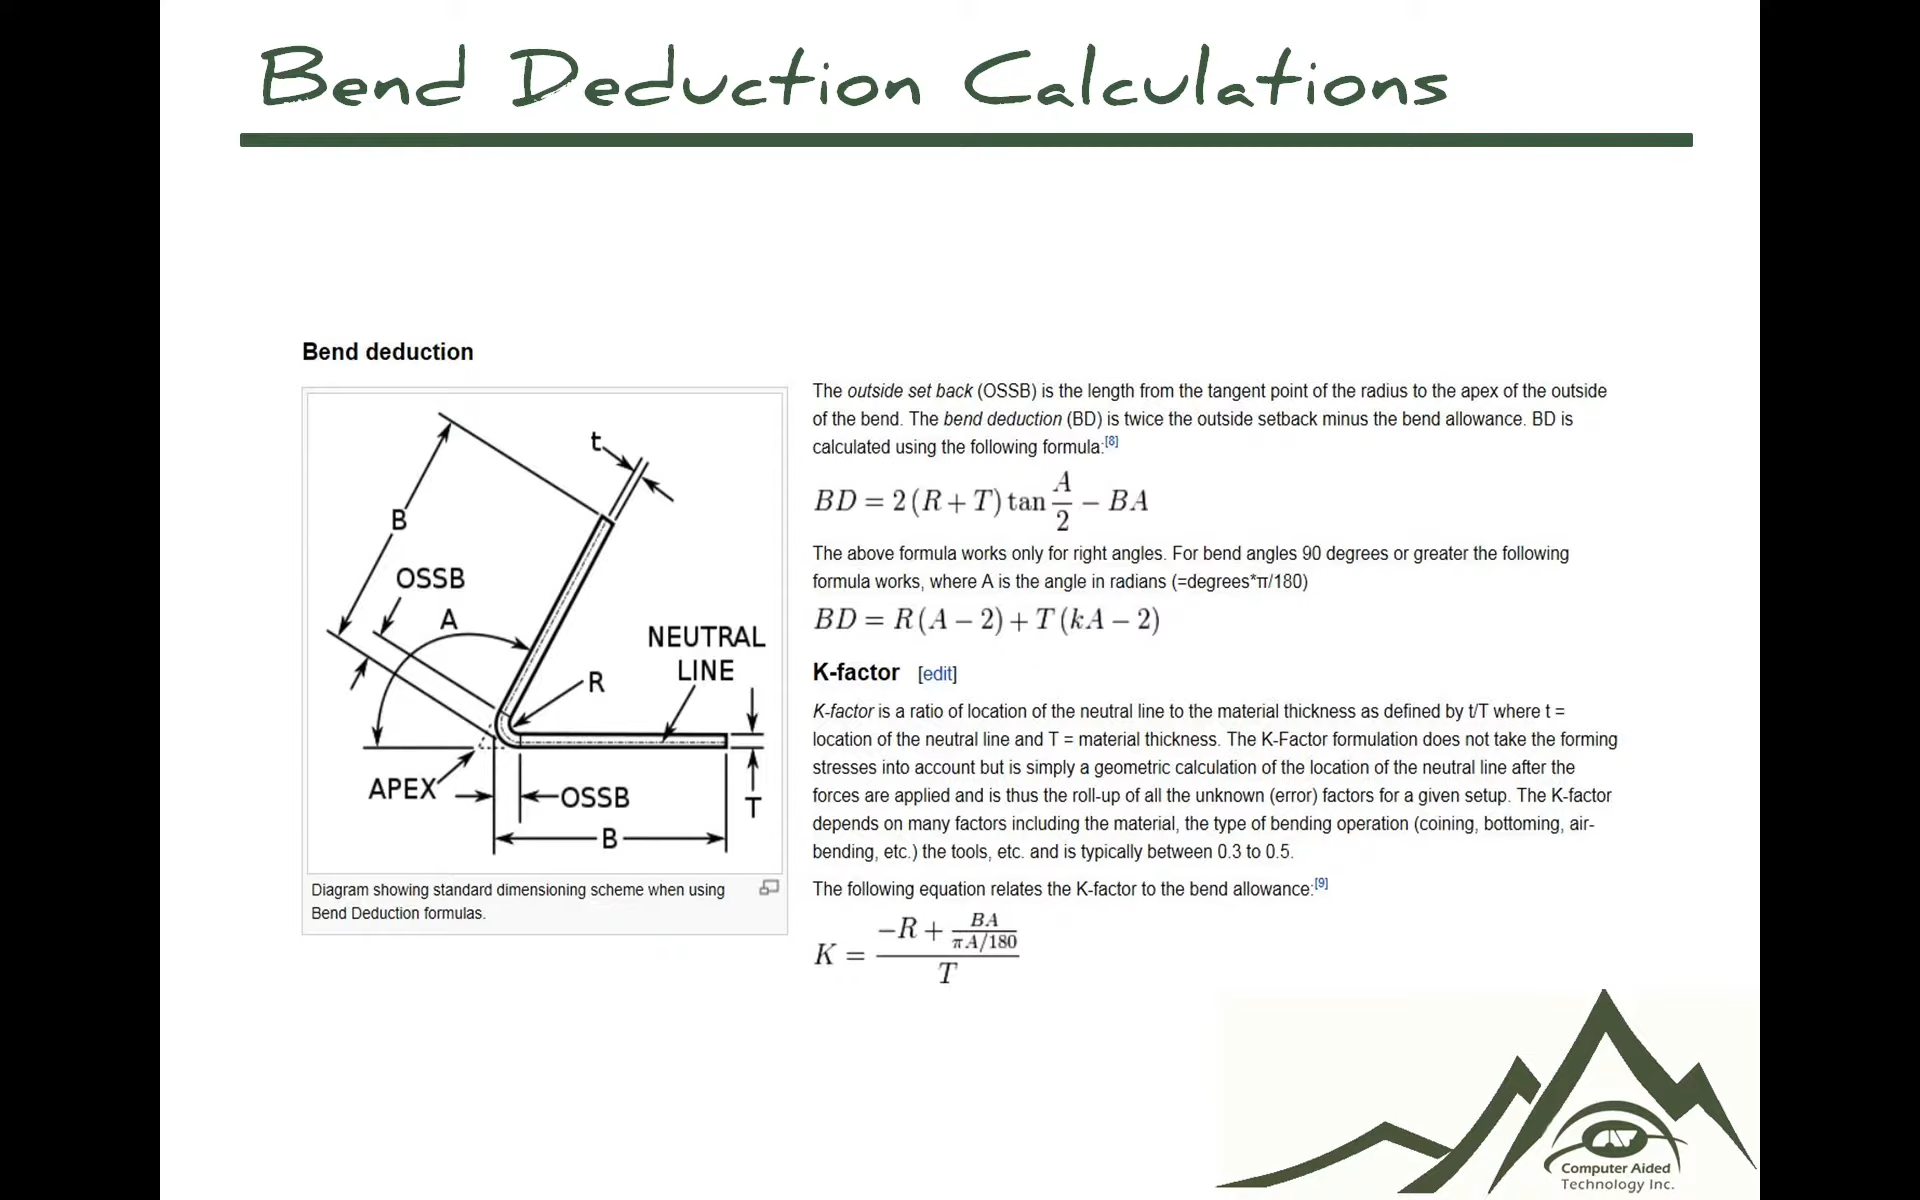 Bend Deduction Calculations
Bend deduction
t
B
OSSB
A
NEUTRAL
LINE
R
APEX
OSSB
T
B
Diagram showing standard dimensioning scheme when using
Bend Deduction formulas.
The outside set back (OSSB) is the length from the tangent point of the radius to the apex of the outside
of the bend. The bend deduction (BD) is twice the outside setback minus the bend allowance. BD is
calculated using the following formula:[8]
BD = 2 (R + T) tan A/2 − BA
The above formula works only for right angles. For bend angles 90 degrees or greater the following
formula works, where A is the angle in radians (=degrees*π/180)
BD = R (A − 2) + T (kA − 2)
K-factor [edit]
K-factor is a ratio of location of the neutral line to the material thickness as defined by t/T where t =
location of the neutral line and T = material thickness. The K-Factor formulation does not take the forming
stresses into account but is simply a geometric calculation of the location of the neutral line after the
forces are applied and is thus the roll-up of all the unknown (error) factors for a given setup. The K-factor
depends on many factors including the material, the type of bending operation (coining, bottoming, air-
bending, etc.) the tools, etc. and is typically between 0.3 to 0.5.
The following equation relates the K-factor to the bend allowance:[9]
K = (−R + BA/(πA/180))/T
Computer Aided
Technology Inc.